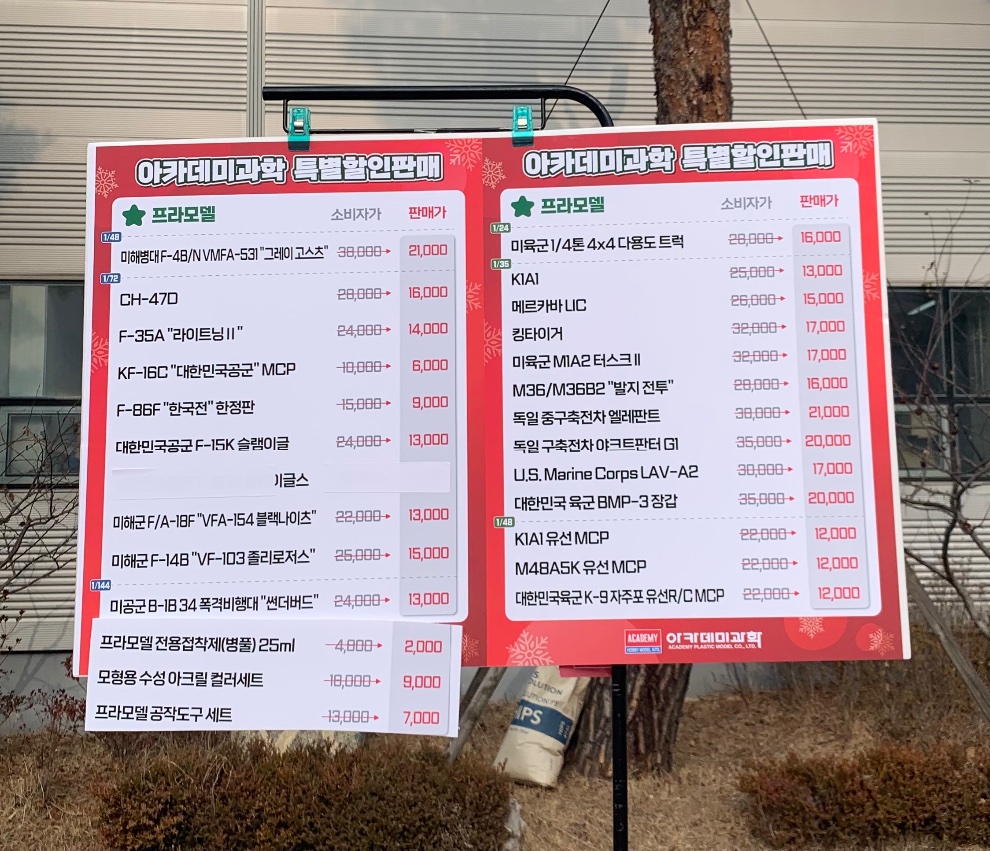 아카데미과학 특별할인판매
프라모델 소비자가 판매가
1/48
미해병대 F-4B/N VMFA-531 "그레이 고스츠" 38,000 21,000
1/72
CH-47D 28,000 16,000
F-35A "라이트닝II" 24,000 14,000
KF-16C "대한민국공군" MCP 10,000 6,000
F-86F "한국전" 한정판 15,000 9,000
대한민국공군 F-15K 슬램이글 24,000 13,000
이글스
미해군 F/A-18F "VFA-154 블랙나이츠" 22,000 13,000
미해군 F-14B "VF-103 졸리로저스" 25,000 15,000
1/144
미공군 B-1B 34 폭격비행대 "썬더버드" 24,000 13,000
프라모델 전용접착제(병풀) 25ml 4,000 2,000
모형용 수성 아크릴 컬러세트 18,000 9,000
프라모델 공작도구 세트 13,000 7,000
아카데미과학 특별할인판매
프라모델 소비자가 판매가
1/24
미육군 1/4톤 4x4 다용도 트럭 28,000 16,000
1/35
K1A1 25,000 13,000
메르카바 LIC 26,000 15,000
킹타이거 32,000 17,000
미육군 M1A2 터스크 II 32,000 17,000
M36/M36B2 "발지 전투" 28,000 16,000
독일 중구축전차 엘레판트 38,000 21,000
독일 구축전차 야크트판터 G1 35,000 20,000
U.S. Marine Corps LAV-A2 30,000 17,000
대한민국 육군 BMP-3 장갑 35,000 20,000
1/48
K1A1 유선 MCP 22,000 12,000
M48A5K 유선 MCP 22,000 12,000
대한민국육군 K-9 자주포 유선R/C MCP 22,000 12,000
ACADEMY HOBBY MODEL KITS 아카데미과학
ACADEMY PLASTIC MODEL CO., LTD.